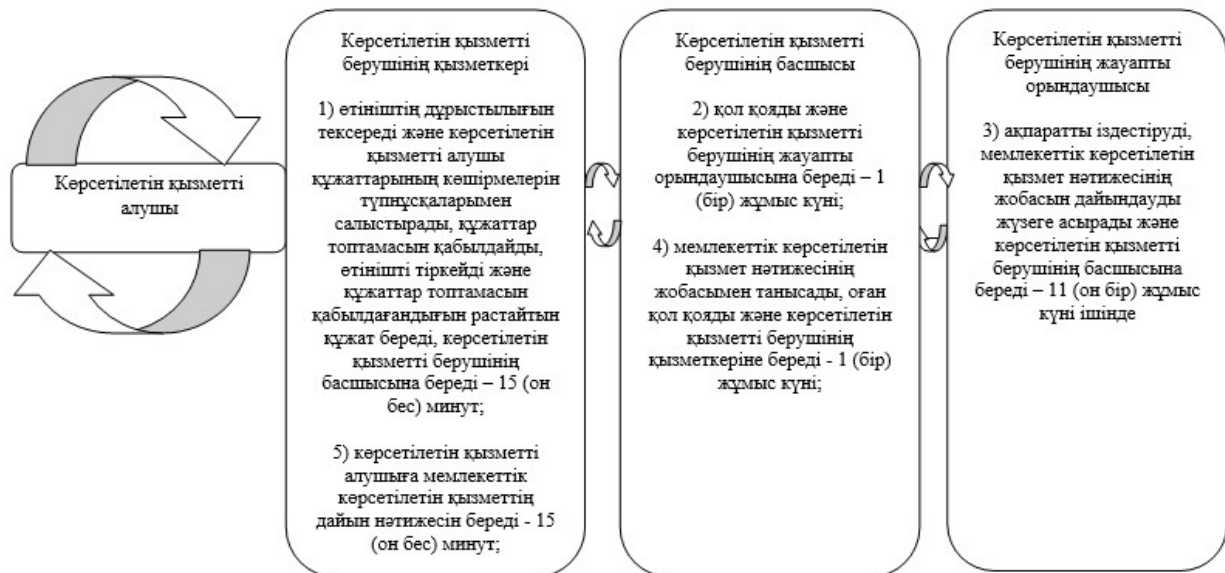 Көрсетілетін қызметті
алушы
Көрсетілетін қызметті
берушінің қызметкері
1) өтініштің дұрыстылығын
тексереді және көрсетілетін
қызметті алушы
құжаттарының көшірмелерін
түпнұсқаларымен
салыстырады, құжаттар
топтамасын қабылдайды,
өтінішті тіркейді және
құжаттар топтамасын
қабылдағандығын растайтын
құжат береді, көрсетілетін
қызметті берушінің
басшысына береді – 15 (он
бес) минут;
5) көрсетілетін қызметті
алушыға мемлекеттік
көрсетілетін қызметтің
дайын нәтижесін береді - 15
(он бес) минут;
Көрсетілетін қызметті
берушінің басшысы
2) қол қояды және
көрсетілетін қызметті
берушінің жауапты
орындаушысына береді – 1
(бір) жұмыс күні;
4) мемлекеттік көрсетілетін
қызмет нәтижесінің
жобасымен танысады, оған
қол қояды және көрсетілетін
қызметті берушінің
қызметкеріне береді - 1 (бір)
жұмыс күні;
Көрсетілетін қызметті
берушінің жауапты
орындаушысы
3) ақпаратты іздестіруді,
мемлекеттік көрсетілетін
қызмет нәтижесінің
жобасын дайындауды
жүзеге асырады және
көрсетілетін қызметті
берушінің басшысына
береді – 11 (он бір) жұмыс
күні ішінде